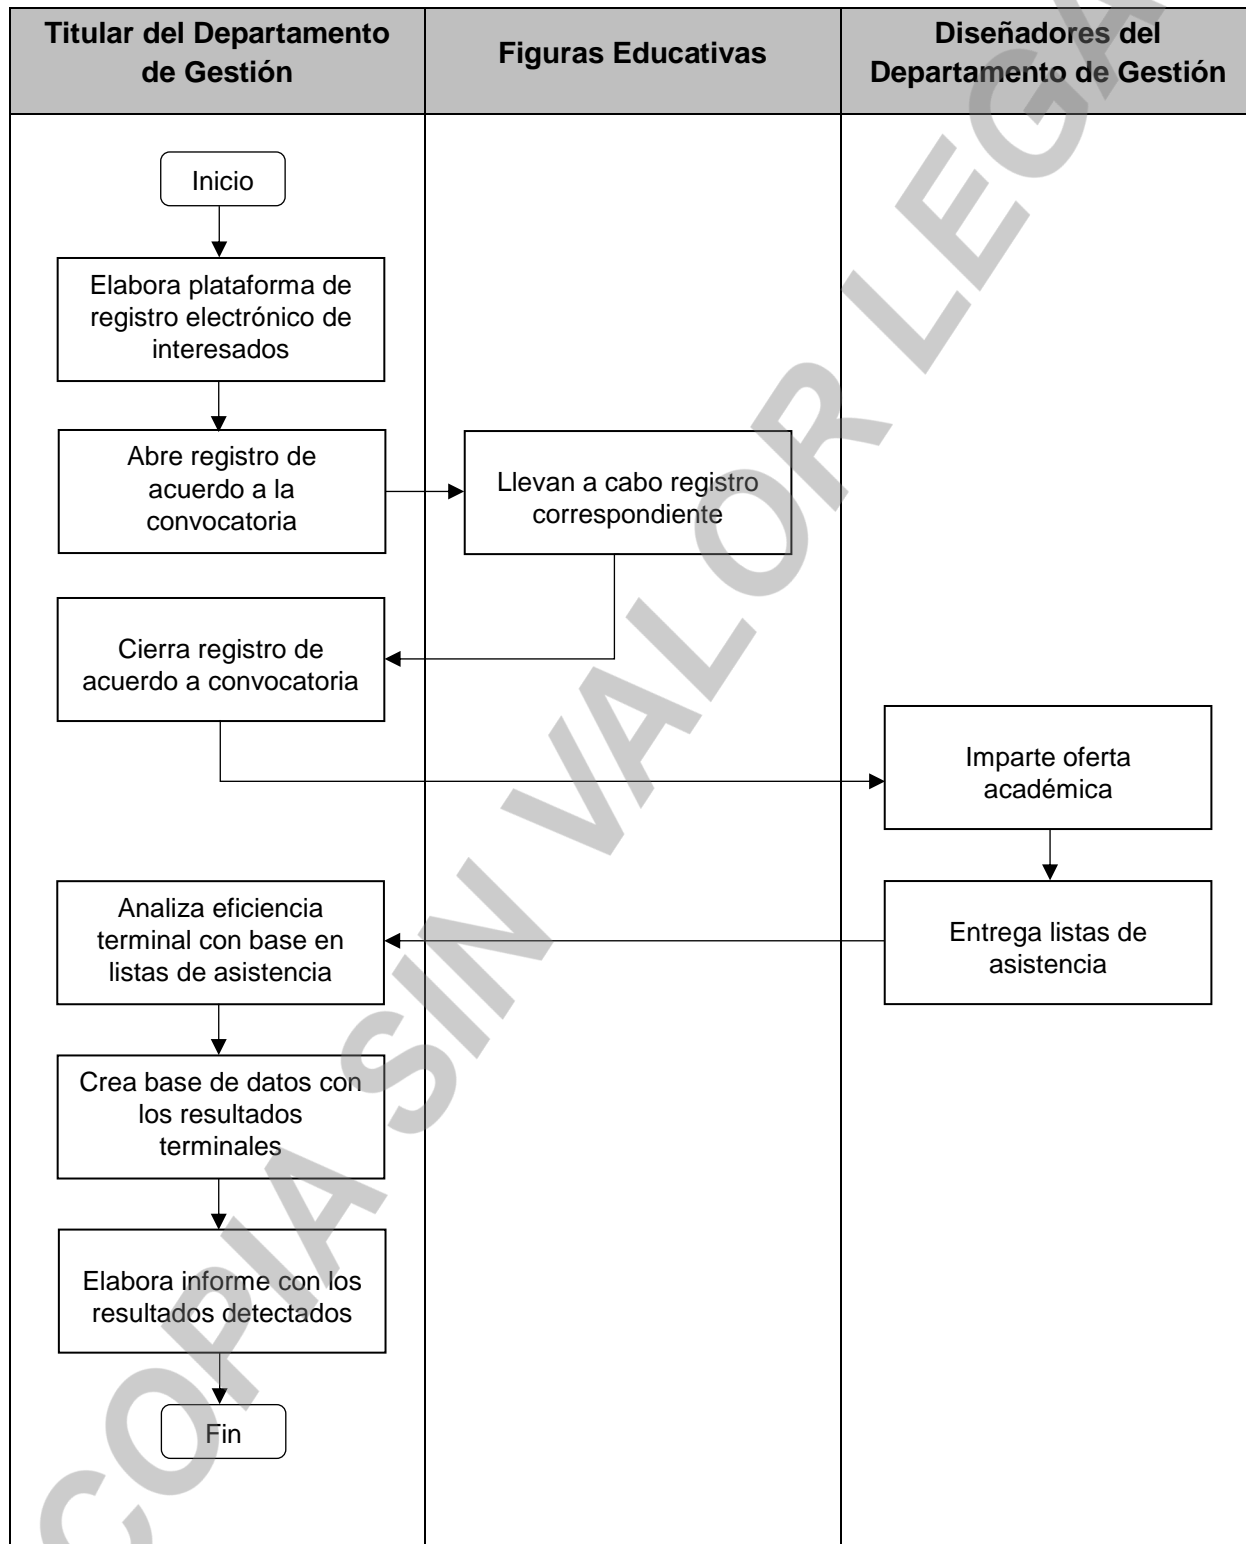 Titular del Departamento
de Gestión
Figuras Educativas
Diseñadores del
Departamento de Gestión
Inicio
Elabora plataforma de
registro electrónico de
interesados
Abre registro de
acuerdo a la
convocatoria
Llevan a cabo registro
correspondiente
Cierra registro de
acuerdo a convocatoria
Imparte oferta
académica
Entrega listas de
asistencia
Analiza eficiencia
terminal con base en
listas de asistencia
Crea base de datos con
los resultados
terminales
Elabora informe con los
resultados detectados
Fin
COPIA SIN VALOR LEGA